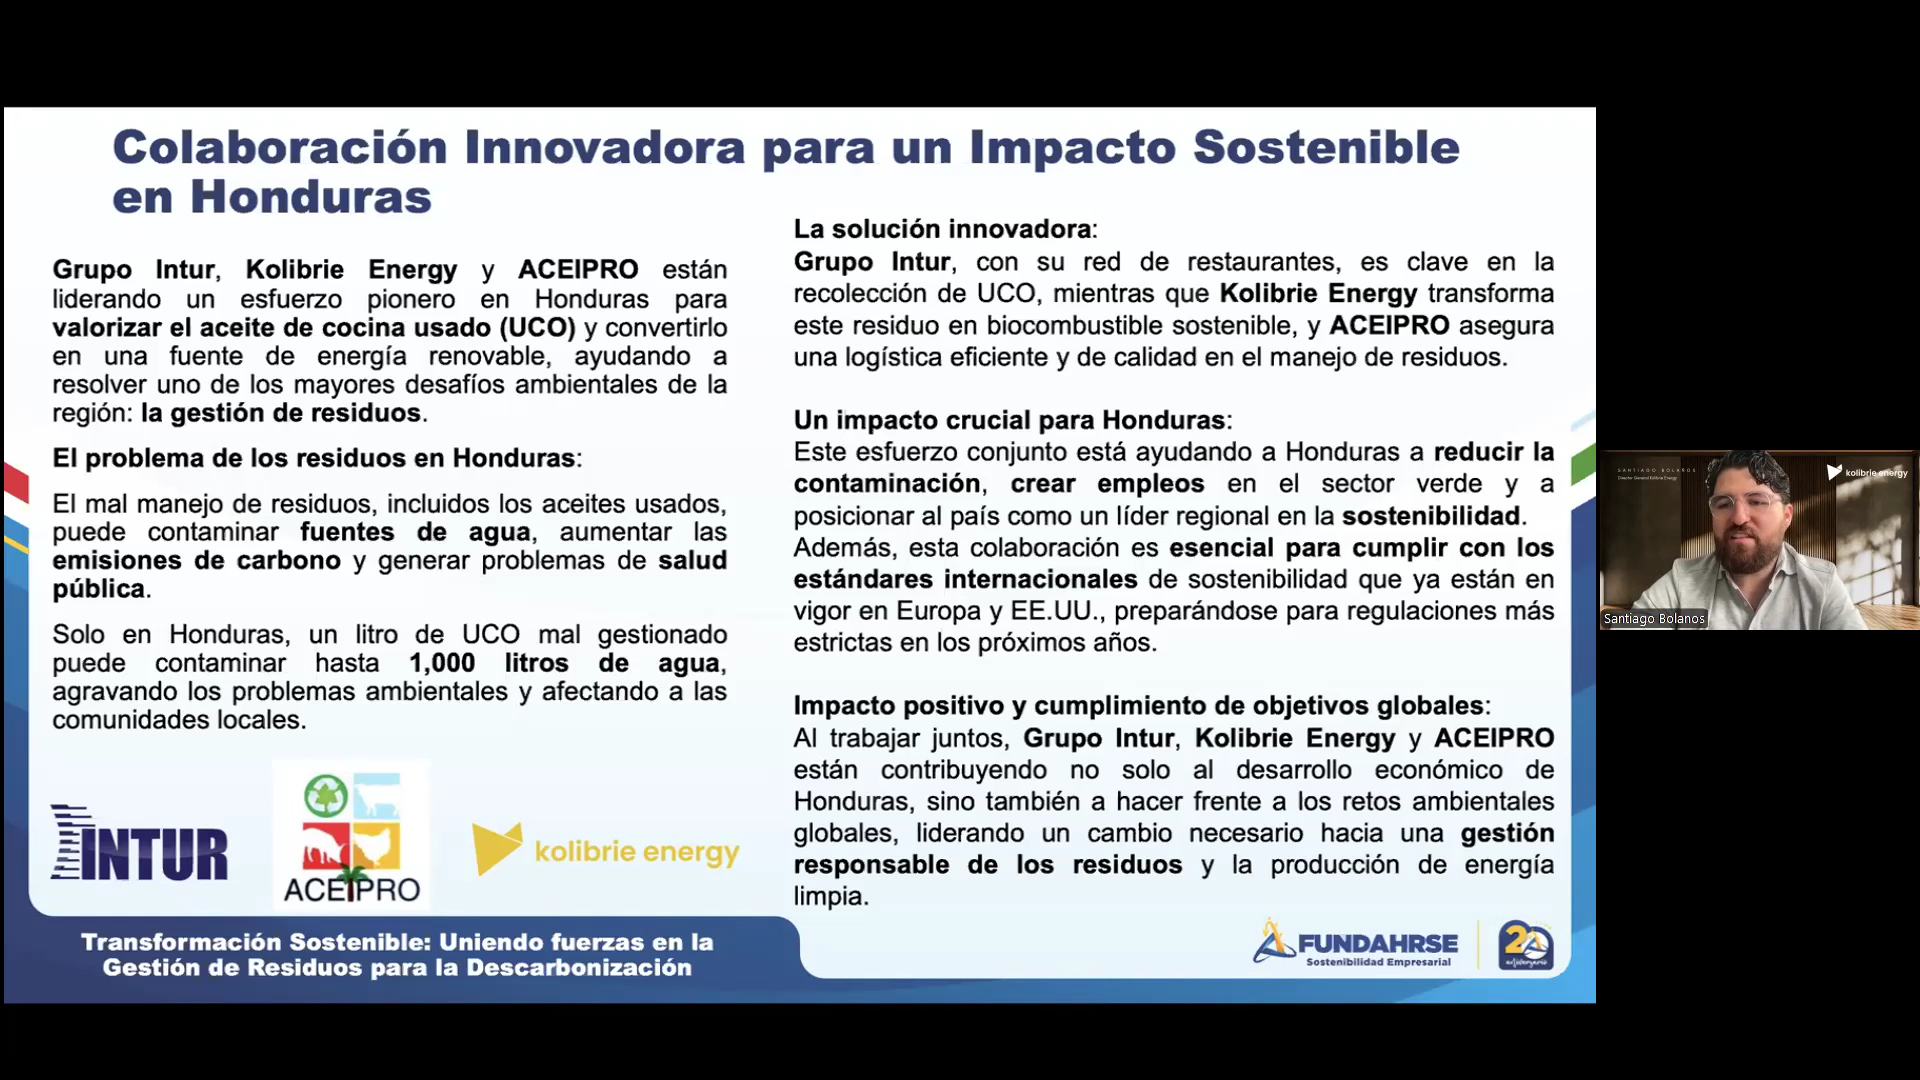 Colaboración Innovadora para un Impacto Sostenible
en Honduras
Grupo Intur, Kolibrie Energy y ACEIPRO están
liderando un esfuerzo pionero en Honduras para
valorizar el aceite de cocina usado (UCO) y convertirlo
en una fuente de energía renovable, ayudando a
resolver uno de los mayores desafíos ambientales de la
región: la gestión de residuos.
El problema de los residuos en Honduras:
El mal manejo de residuos, incluidos los aceites usados,
puede contaminar fuentes de agua, aumentar las
emisiones de carbono y generar problemas de salud
pública.
Solo en Honduras, un litro de UCO mal gestionado
puede contaminar hasta 1,000 litros de agua,
agravando los problemas ambientales y afectando a las
comunidades locales.
INTUR
ACEIPRO
kolibrie energy
Transformación Sostenible: Uniendo fuerzas en la
Gestión de Residuos para la Descarbonización
La solución innovadora:
Grupo Intur, con su red de restaurantes, es clave en la
recolección de UCO, mientras que Kolibrie Energy transforma
este residuo en biocombustible sostenible, y ACEIPRO asegura
una logística eficiente y de calidad en el manejo de residuos.
Un impacto crucial para Honduras:
Este esfuerzo conjunto está ayudando a Honduras a reducir la
contaminación, crear empleos en el sector verde y a
posicionar al país como un líder regional en la sostenibilidad.
Además, esta colaboración es esencial para cumplir con los
estándares internacionales de sostenibilidad que ya están en
vigor en Europa y EE.UU., preparándose para regulaciones más
estrictas en los próximos años.
Impacto positivo y cumplimiento de objetivos globales:
Al trabajar juntos, Grupo Intur, Kolibrie Energy y ACEIPRO
están contribuyendo no solo al desarrollo económico de
Honduras, sino también a hacer frente a los retos ambientales
globales, liderando un cambio necesario hacia una gestión
responsable de los residuos y la producción de energía
limpia.
FUNDAHRSE
Sostenibilidad Empresarial
20
aniversario
SANTIAGO BOLAÑOS
Director General Kolibrie Energy
kolibrie energy
Santiago Bolanos